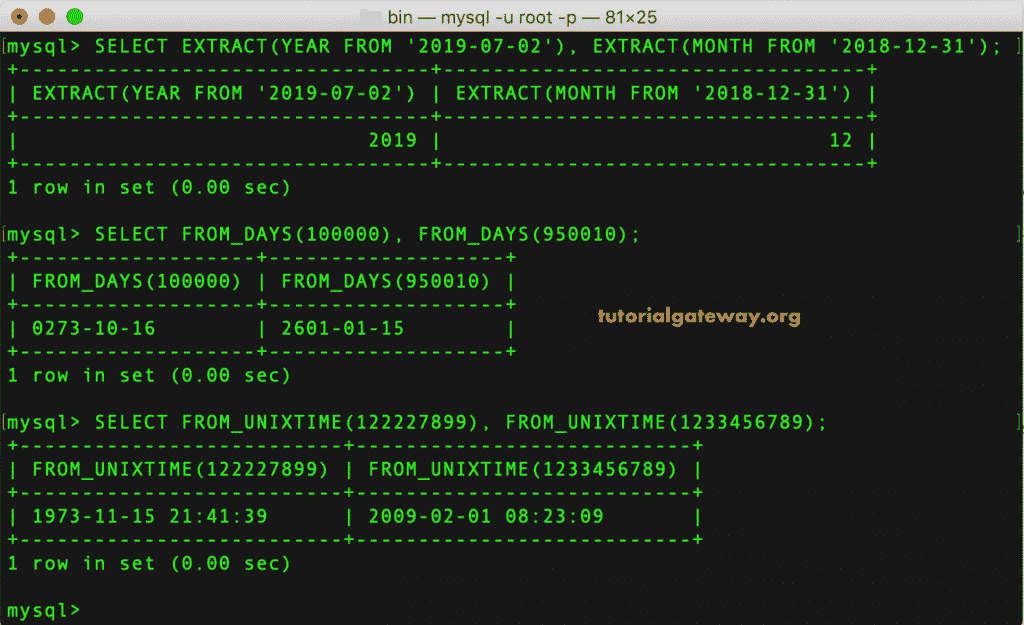 bin — mysql -u root -p — 81×25
[mysql> SELECT EXTRACT(YEAR FROM '2019-07-02'), EXTRACT(MONTH FROM '2018-12-31'); ]
+---------------------------------+----------------------------------+
| EXTRACT(YEAR FROM '2019-07-02') | EXTRACT(MONTH FROM '2018-12-31') |
+---------------------------------+----------------------------------+
|                            2019 |                               12 |
+---------------------------------+----------------------------------+
1 row in set (0.00 sec)
[mysql> SELECT FROM_DAYS(100000), FROM_DAYS(950010); ]
+-------------------+-------------------+
| FROM_DAYS(100000) | FROM_DAYS(950010) |
+-------------------+-------------------+
| 0273-10-16        | 2601-01-15        |
+-------------------+-------------------+
1 row in set (0.00 sec)
tutorialgateway.org
[mysql> SELECT FROM_UNIXTIME(122227899), FROM_UNIXTIME(1233456789); ]
+--------------------------+---------------------------+
| FROM_UNIXTIME(122227899) | FROM_UNIXTIME(1233456789) |
+--------------------------+---------------------------+
| 1973-11-15 21:41:39      | 2009-02-01 08:23:09       |
+--------------------------+---------------------------+
1 row in set (0.00 sec)
mysql>